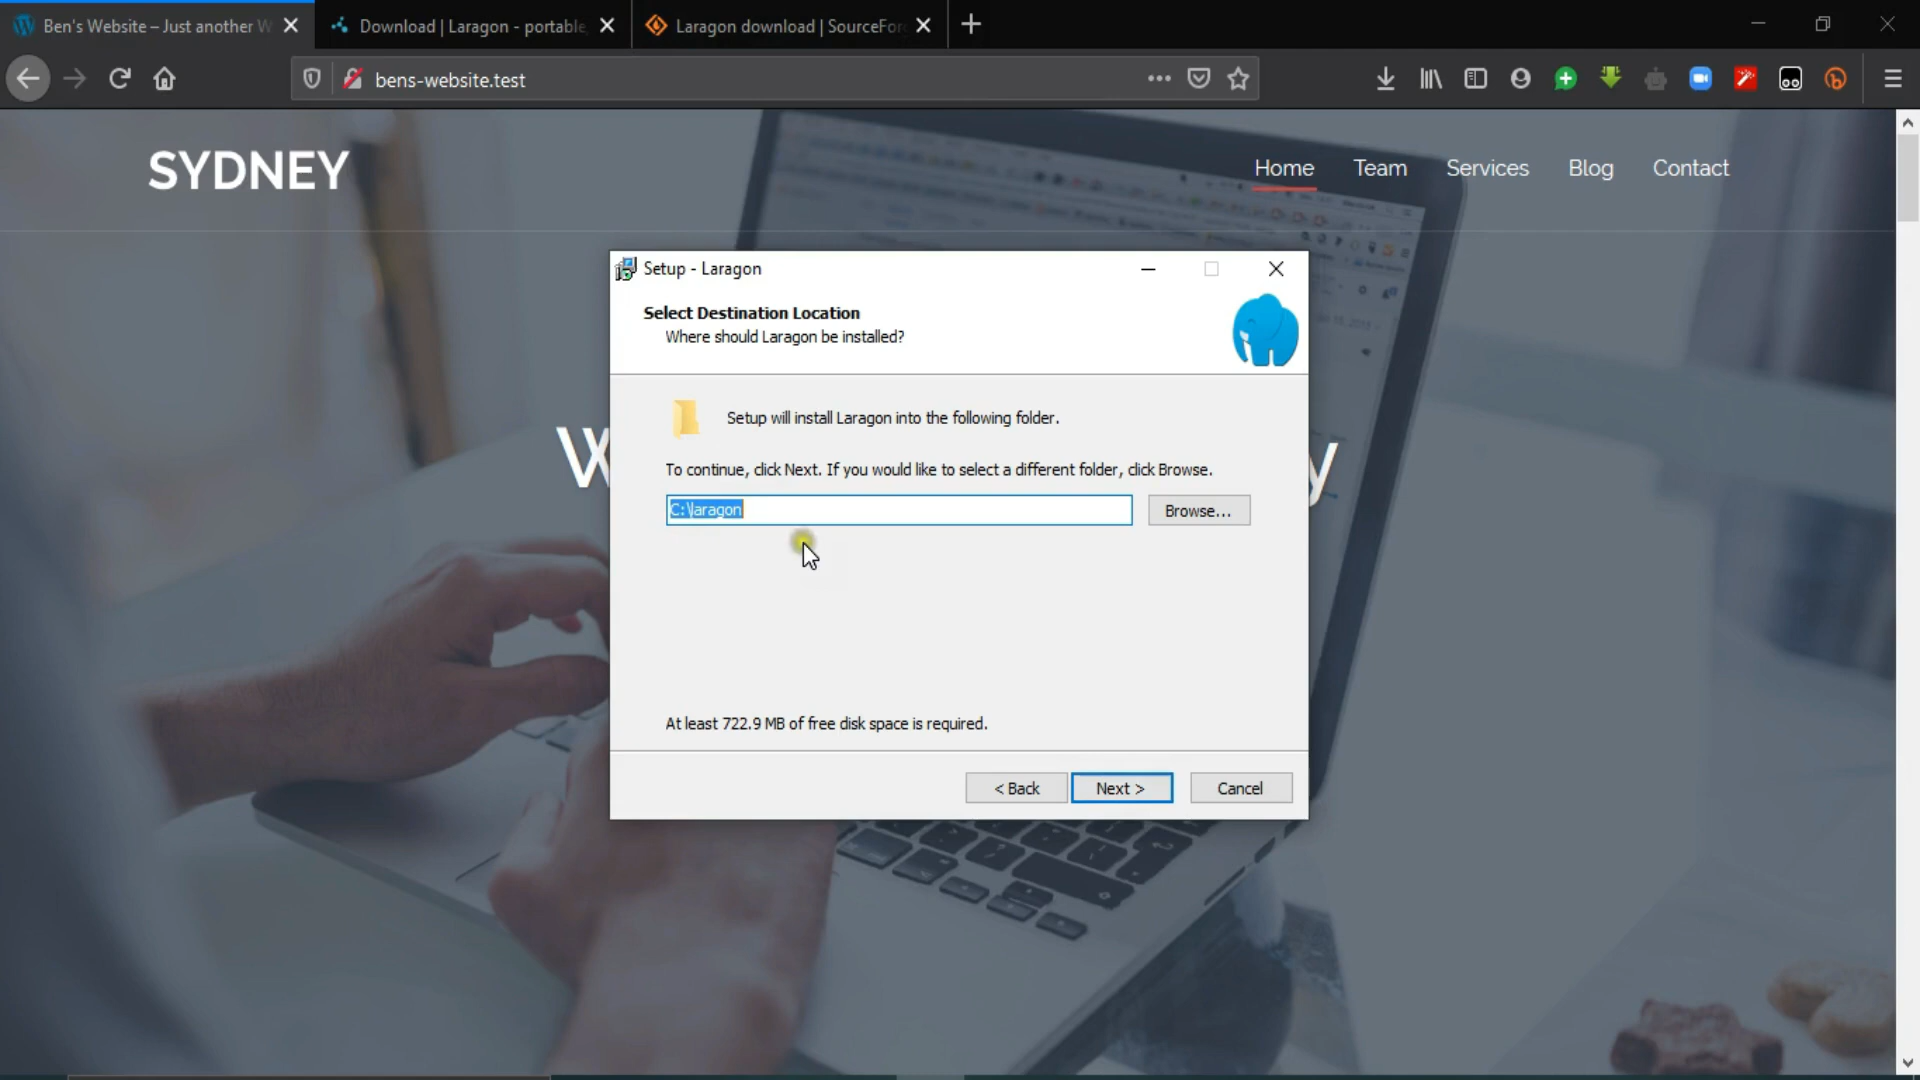 Ben's Website – Just another W
Download | Laragon - portable,
Laragon download | SourceFor
bens-website.test
SYDNEY
Home
Team
Services
Blog
Contact
W
y
Setup - Laragon
Select Destination Location
Where should Laragon be installed?
Setup will install Laragon into the following folder.
To continue, click Next. If you would like to select a different folder, click Browse.
C:\laragon
Browse...
At least 722.9 MB of free disk space is required.
< Back
Next >
Cancel